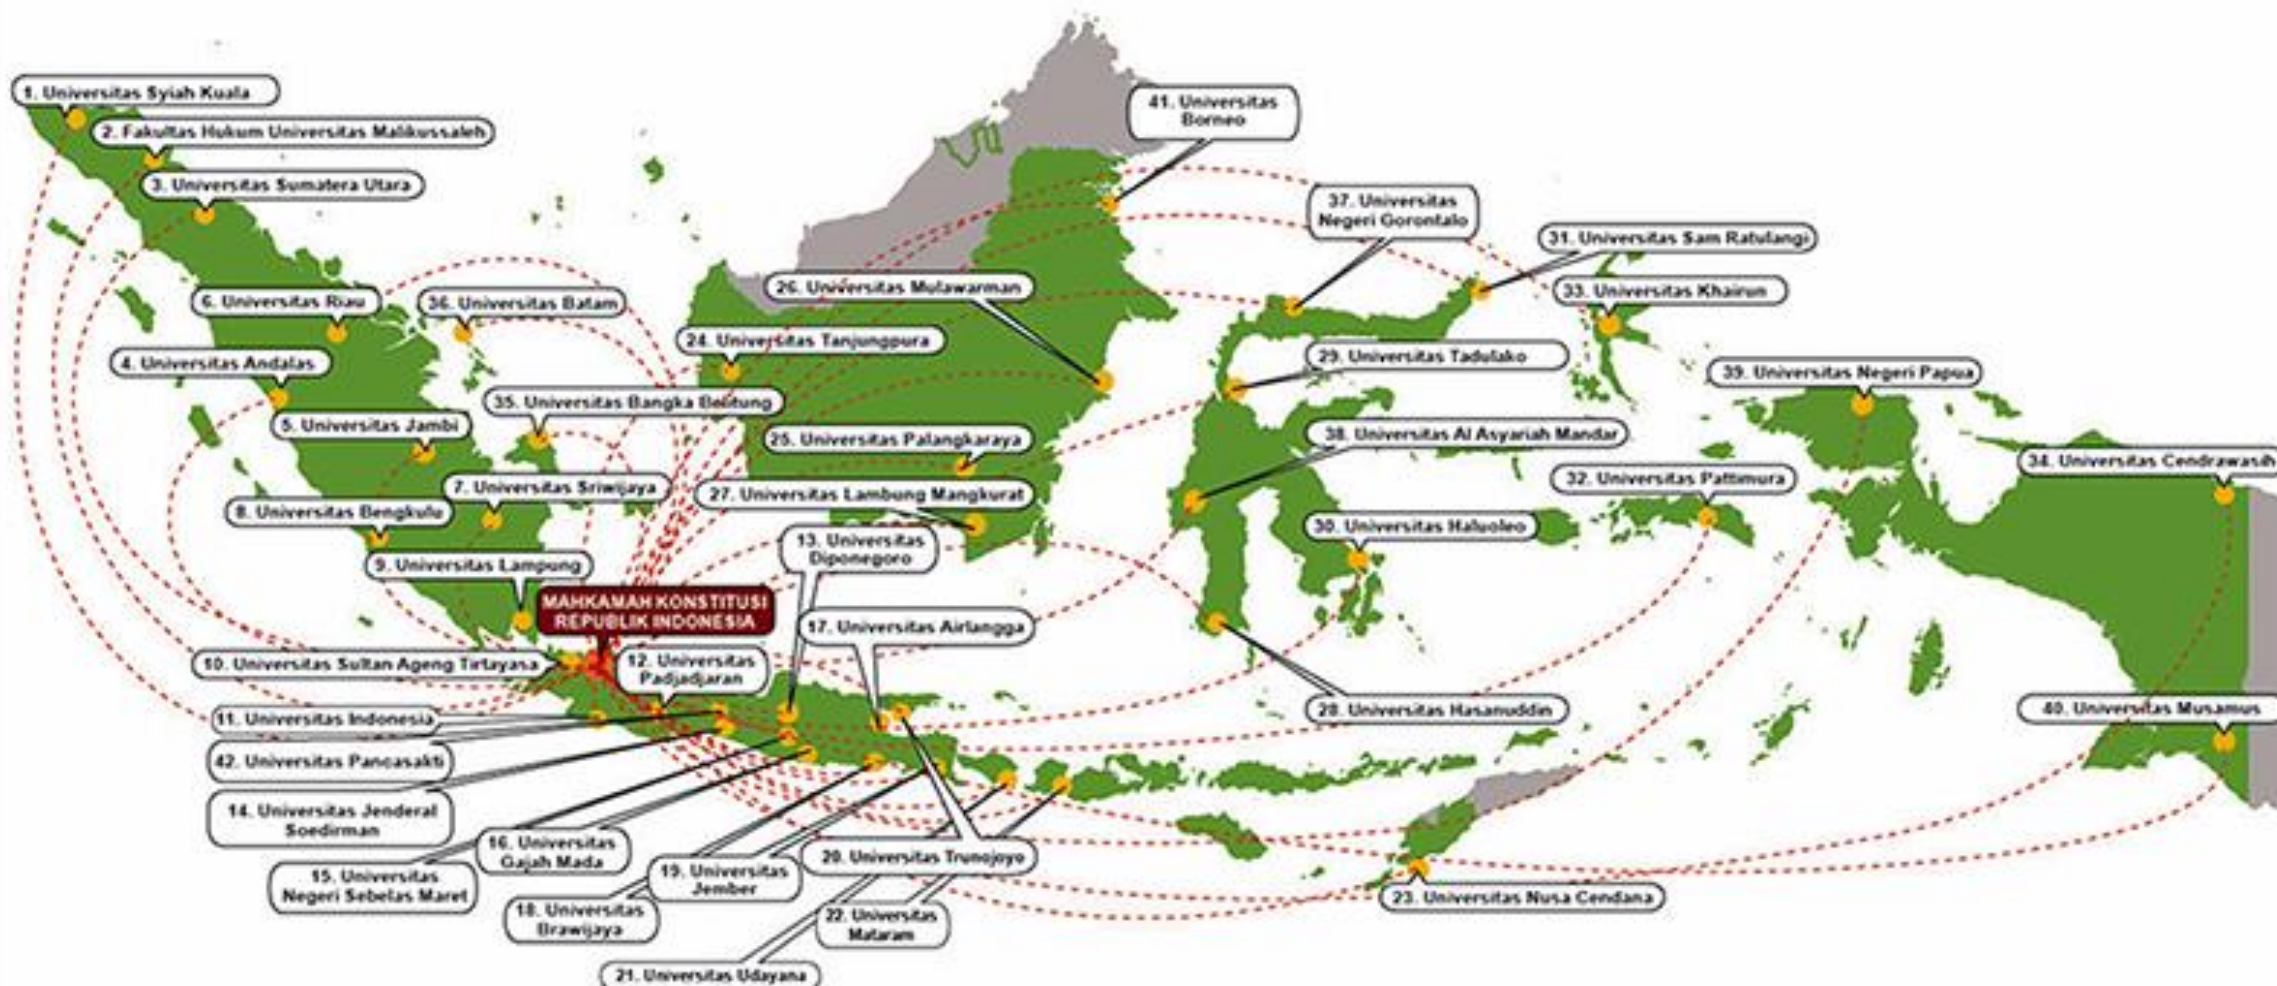 1. Universitas Syiah Kuala
2. Fakultas Hukum Universitas Malikussaleh
3. Universitas Sumatera Utara
41. Universitas
Borneo
37. Universitas
Negeri Gorontalo
31. Universitas Sam Ratulangi
6. Universitas Riau
36. Universitas Batam
26. Universitas Mulawarman
33. Universitas Khairun
24. Universitas Tanjungpura
4. Universitas Andalas
29. Universitas Tadulako
39. Universitas Negeri Papua
35. Universitas Bangka Belitung
5. Universitas Jambi
25. Universitas Palangkaraya
38. Universitas Al Asyariah Mandar
34. Universitas Cendrawasih
7. Universitas Sriwijaya
27. Universitas Lambung Mangkurat
32. Universitas Pattimura
8. Universitas Bengkulu
13. Universitas
Diponegoro
30. Universitas Haluoleo
9. Universitas Lampung
MAHKAMAH KONSTITUSI
REPUBLIK INDONESIA
17. Universitas Airlangga
10. Universitas Sultan Ageng Tirtayasa
12. Universitas
Padjadjaran
11. Universitas Indonesia
28. Universitas Hasanuddin
40. Universitas Musamus
42. Universitas Pancasakti
14. Universitas Jenderal
Soedirman
16. Universitas
Gajah Mada
15. Universitas
Negeri Sebelas Maret
19. Universitas
Jember
20. Universitas Trunojoyo
23. Universitas Nusa Cendana
18. Universitas
Brawijaya
22. Universitas
Mataram
21. Universitas Udayana